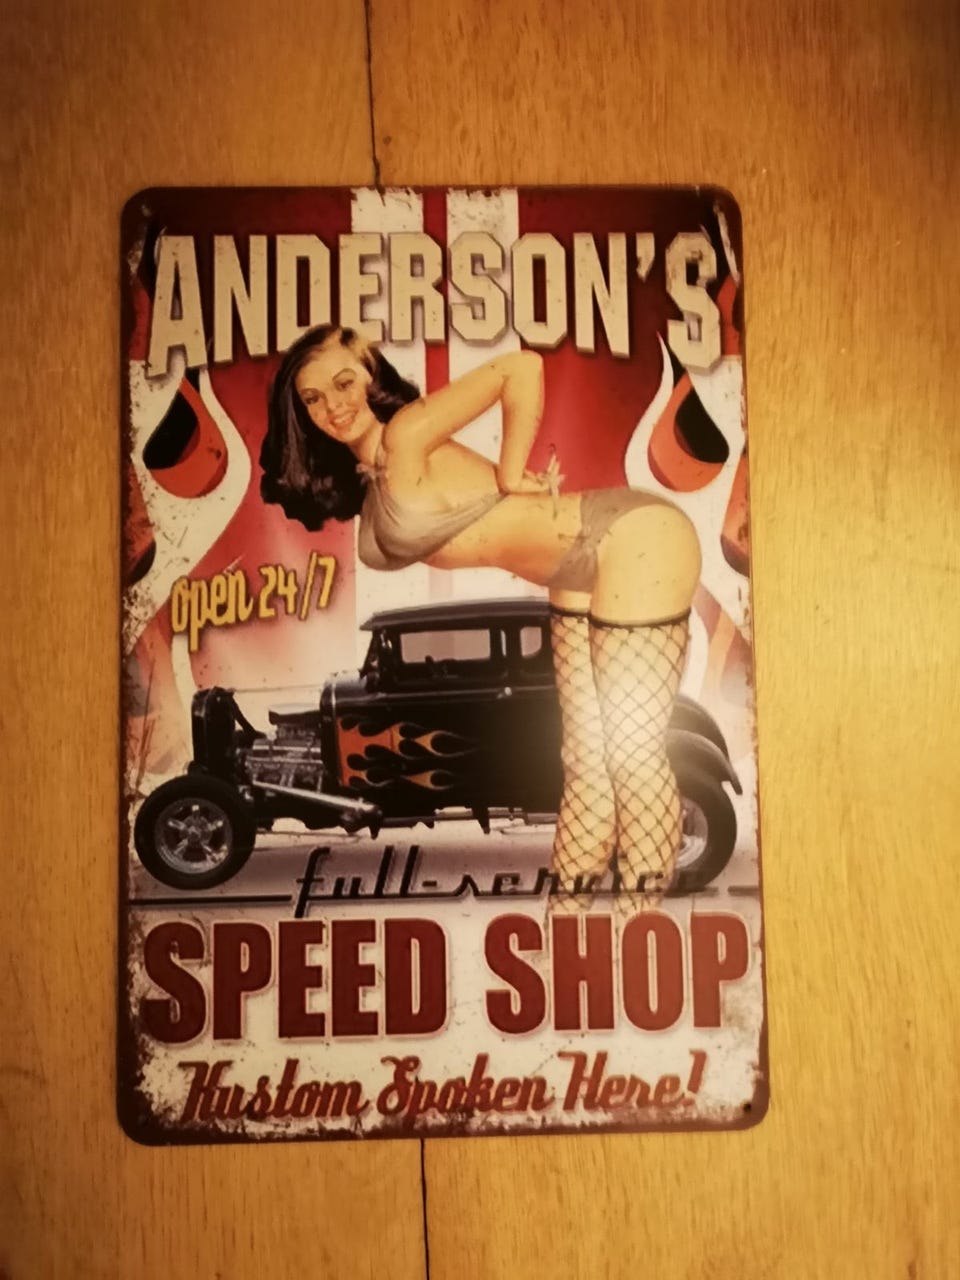 ANDERSON'S
open 24/7
full-service
SPEED SHOP
Kustom Spoken Here!